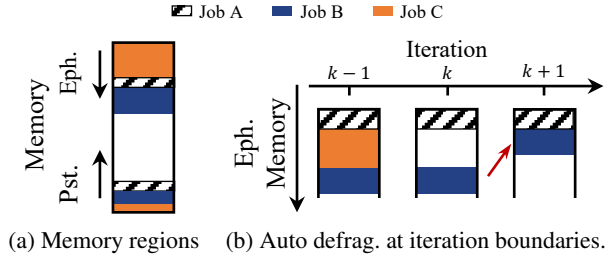 Job A Job B Job C
Memory
Eph.
Pst.
(a) Memory regions
Iteration
k − 1 k k + 1
Eph.
Memory
(b) Auto defrag. at iteration boundaries.